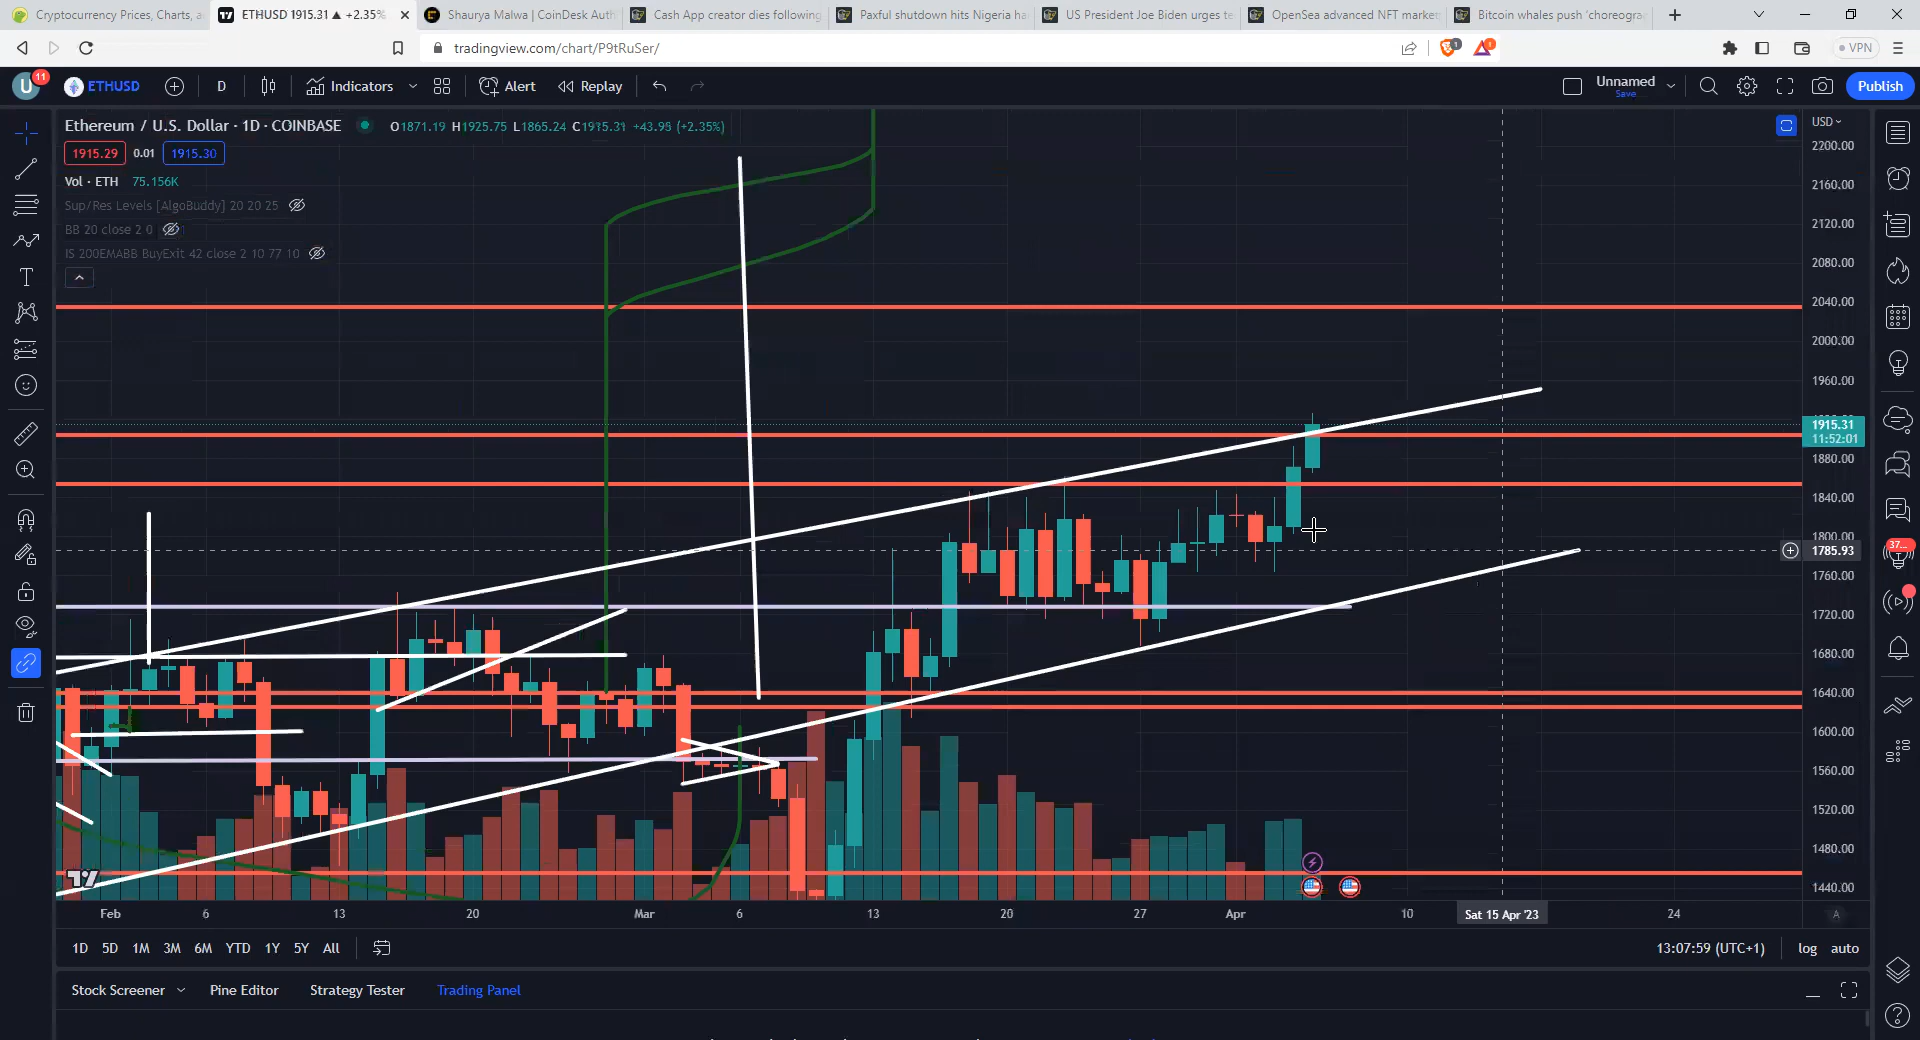 Cryptocurrency Prices, Charts, a
ETHUSD 1915.31 ▲ +2.35%
Shaurya Malwa | CoinDesk Auth
Cash App creator dies following
Paxful shutdown hits Nigeria ha
US President Joe Biden urges te
OpenSea advanced NFT market
Bitcoin whales push 'choreogra
tradingview.com/chart/P9tRuSer/
VPN
U
11
ETHUSD
D
Indicators
Alert
Replay
Unnamed
Save
Publish
Ethereum / U.S. Dollar · 1D · COINBASE
O1871.19 H1925.75 L1865.24 C1915.31 +43.98 (+2.35%)
USD
1915.29
0.01
1915.30
Vol · ETH 75.156K
Sup/Res Levels [AlgoBuddy] 20 20 25
BB 20 close 2 0
IS 200EMABB BuyExit 42 close 2 10 77 10
2200.00
2160.00
2120.00
2080.00
2040.00
2000.00
1960.00
1915.31
11:52:01
1880.00
1840.00
1800.00
1785.93
1760.00
1720.00
1680.00
1640.00
1600.00
1560.00
1520.00
1480.00
1440.00
37
Feb
6
13
20
Mar
6
13
20
27
Apr
10
Sat 15 Apr '23
24
A
1D
5D
1M
3M
6M
YTD
1Y
5Y
All
13:07:59 (UTC+1)
log
auto
Stock Screener
Pine Editor
Strategy Tester
Trading Panel